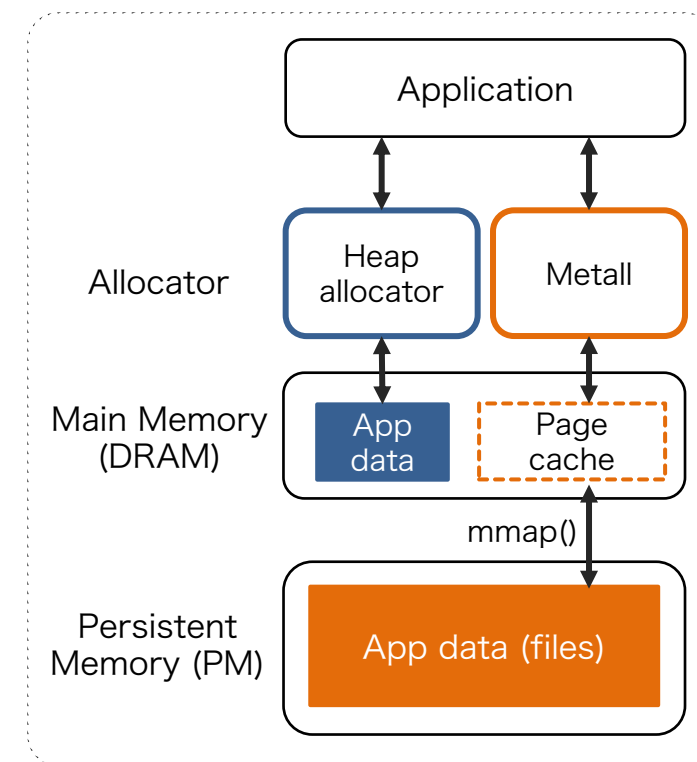 Application
Allocator
Heap
allocator
Metall
Main Memory
(DRAM)
App
data
Page
cache
mmap()
Persistent
Memory (PM)
App data (files)